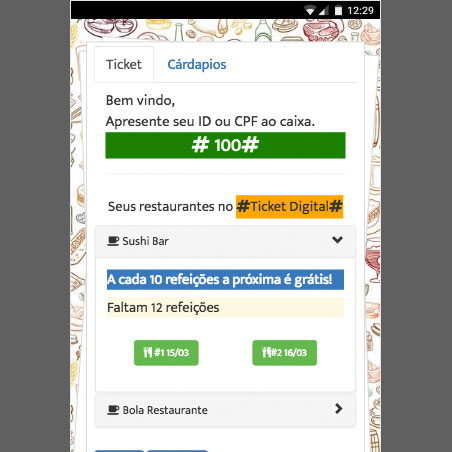 12:29
Ticket Cárdapios
Bem vindo,
Apresente seu ID ou CPF ao caixa.
# 100#
Seus restaurantes no #Ticket Digital#
Sushi Bar
A cada 10 refeições a próxima é grátis!
Faltam 12 refeições
#1 15/03 #2 16/03
Bola Restaurante